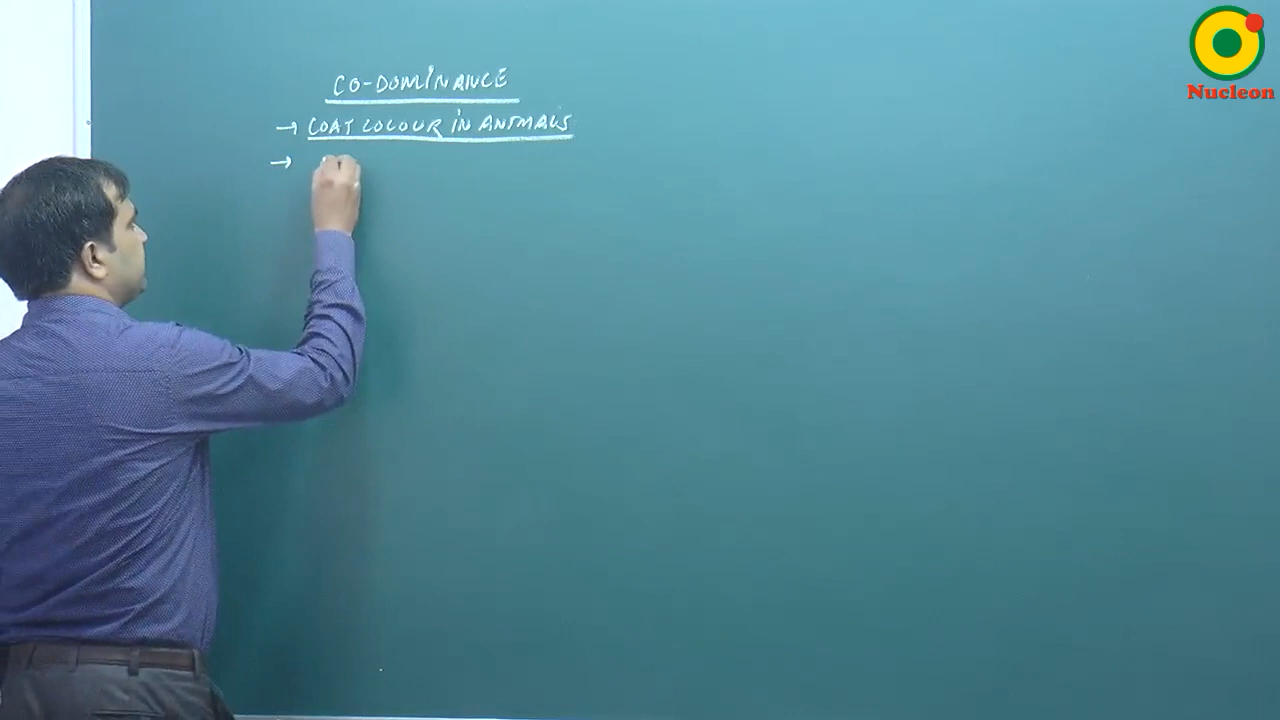 CO-DOMINANCE
→ COAT COLOUR IN ANIMALS
→
Nucleon